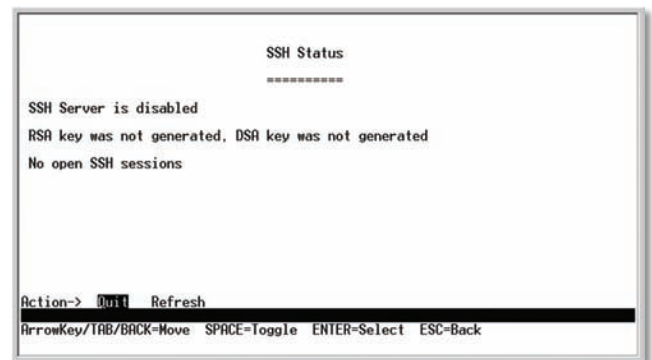 SSH Status
==========
SSH Server is disabled
RSA key was not generated, DSA key was not generated
No open SSH sessions
Action-> Quit Refresh
ArrowKey/TAB/BACK=Move SPACE=Toggle ENTER=Select ESC=Back